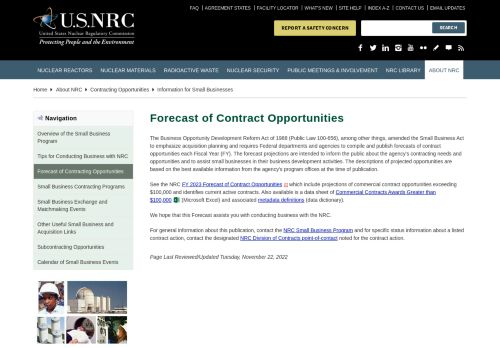 FAQ | AGREEMENT STATES | FACILITY LOCATOR | WHAT'S NEW | SITE HELP | INDEX A-Z | CONTACT US | EMAIL UPDATES
U.S.NRC
United States Nuclear Regulatory Commission
Protecting People and the Environment
REPORT A SAFETY CONCERN
SEARCH
NUCLEAR REACTORS NUCLEAR MATERIALS RADIOACTIVE WASTE NUCLEAR SECURITY PUBLIC MEETINGS & INVOLVEMENT NRC LIBRARY ABOUT NRC
Home About NRC Contracting Opportunities Information for Small Businesses
Navigation
Overview of the Small Business
Program
Tips for Conducting Business with NRC
Forecast of Contracting Opportunities
Small Business Contracting Programs
Small Business Exchange and
Matchmaking Events
Other Useful Small Business and
Acquisition Links
Subcontracting Opportunities
Calendar of Small Business Events
Forecast of Contract Opportunities
The Business Opportunity Development Reform Act of 1988 (Public Law 100-656), among other things, amended the Small Business Act
to emphasize acquisition planning and requires Federal departments and agencies to compile and publish forecasts of contract
opportunities each Fiscal Year (FY). The forecast projections are intended to inform the public about the agency's contracting needs and
opportunities and to assist small businesses in their business development activities. The descriptions of projected opportunities are
based on the best available information from the agency's program offices at the time of publication.
See the NRC FY 2023 Forecast of Contract Opportunities which include projections of commercial contract opportunities exceeding
$100,000 and identifies current active contracts. Also available is a data sheet of Commercial Contracts Awards Greater than
$100,000 (Microsoft Excel) and associated metadata definitions (data dictionary).
We hope that this Forecast assists you with conducting business with the NRC.
For general information about this publication, contact the NRC Small Business Program and for specific status information about a listed
contract action, contact the designated NRC Division of Contracts point-of-contact noted for the contract action.
Page Last Reviewed/Updated Tuesday, November 22, 2022